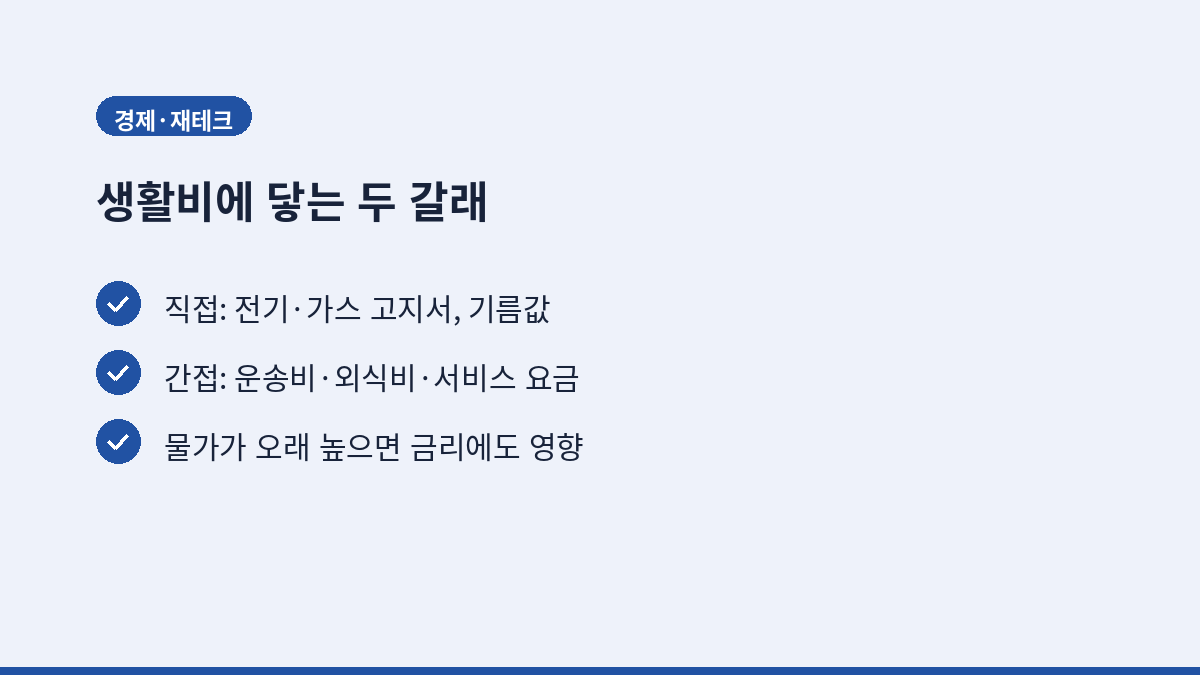 경제·재테크
생활비에 닿는 두 갈래
직접: 전기·가스 고지서, 기름값
간접: 운송비·외식비·서비스 요금
물가가 오래 높으면 금리에도 영향